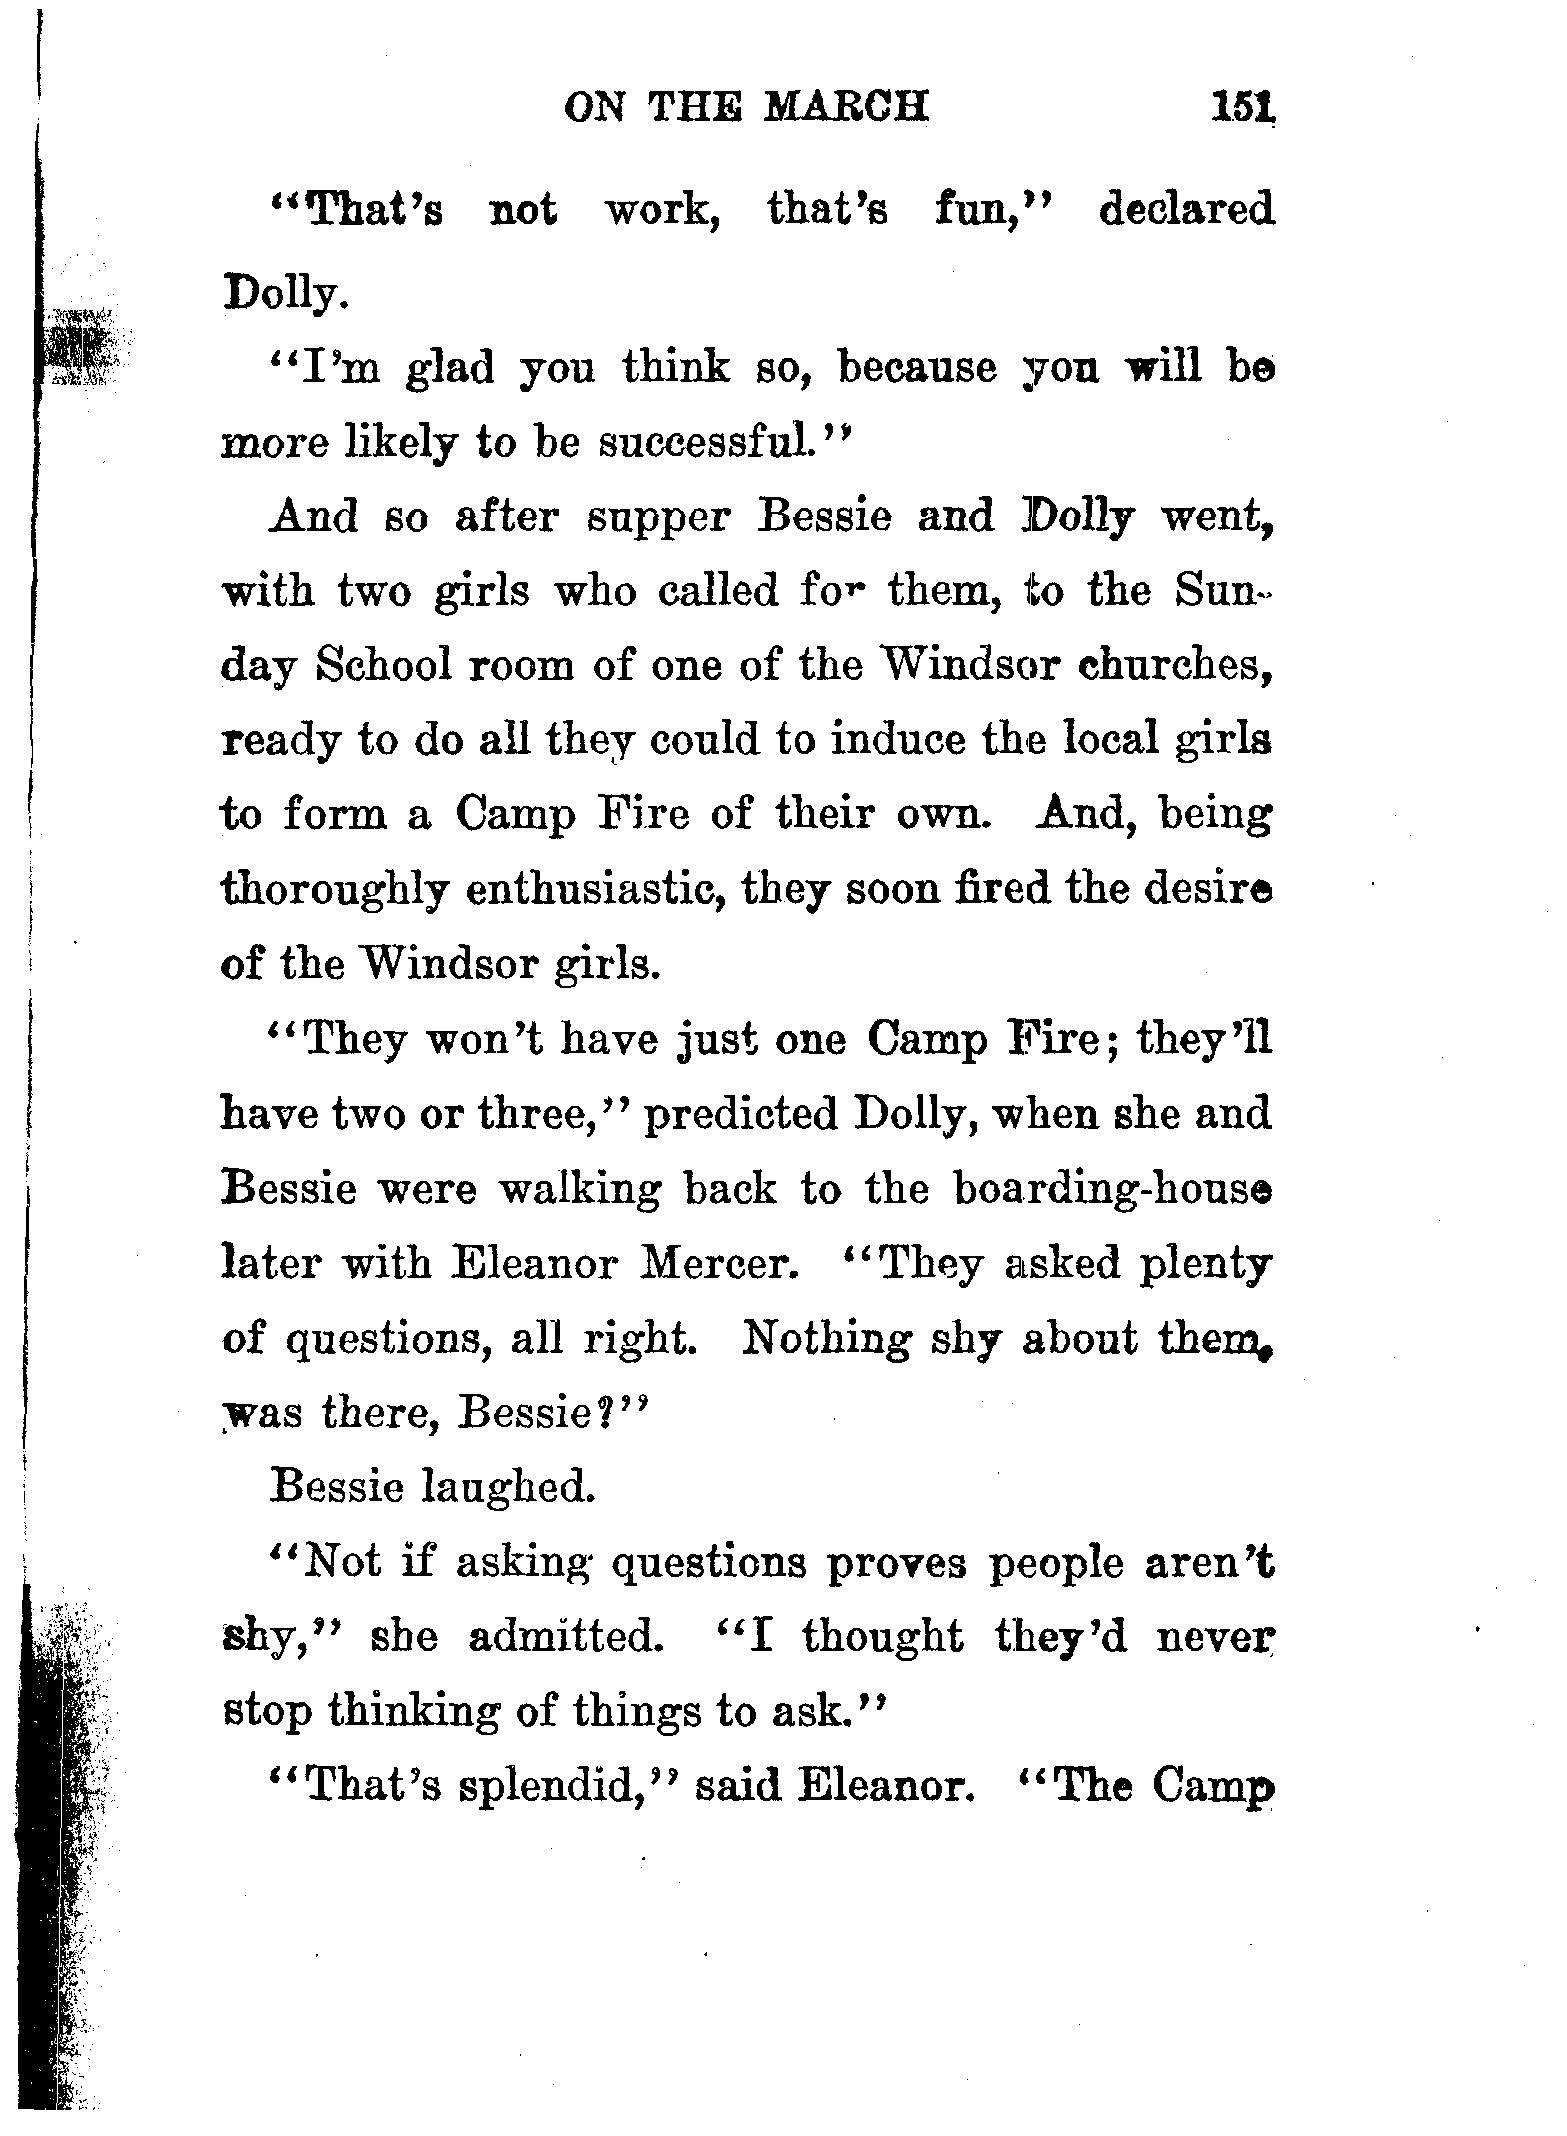 ON THE MARCH 151
"That's not work, that's fun," declared
Dolly.
"I'm glad you think so, because you will be
more likely to be successful."
And so after supper Bessie and Dolly went,
with two girls who called for them, to the Sun-
day School room of one of the Windsor churches,
ready to do all they could to induce the local girls
to form a Camp Fire of their own. And, being
thoroughly enthusiastic, they soon fired the desire
of the Windsor girls.
"They won't have just one Camp Fire; they'll
have two or three," predicted Dolly, when she and
Bessie were walking back to the boarding-house
later with Eleanor Mercer. "They asked plenty
of questions, all right. Nothing shy about them,
was there, Bessie?"
Bessie laughed.
"Not if asking questions proves people aren't
shy," she admitted. "I thought they'd never
stop thinking of things to ask."
"That's splendid," said Eleanor. "The Camp